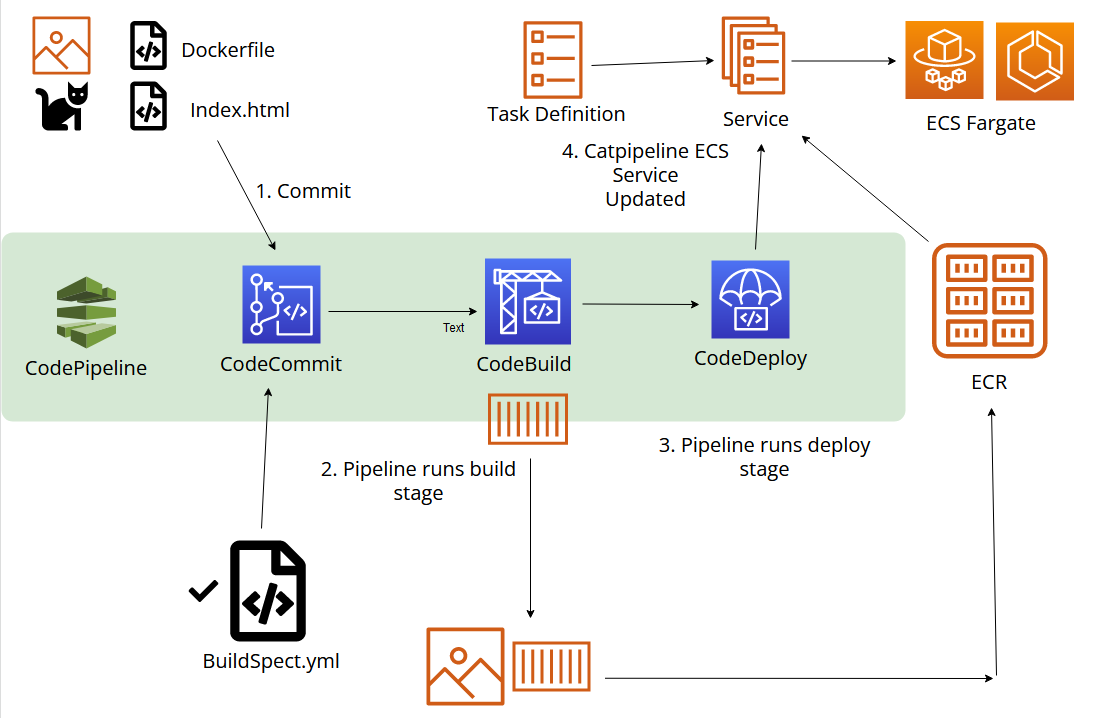 Dockerfile
Index.html
Task Definition
Service
ECS Fargate
4. Catpipeline ECS
Service
Updated
1. Commit
CodePipeline
CodeCommit
Text
CodeBuild
CodeDeploy
ECR
2. Pipeline runs build
stage
3. Pipeline runs deploy
stage
BuildSpect.yml